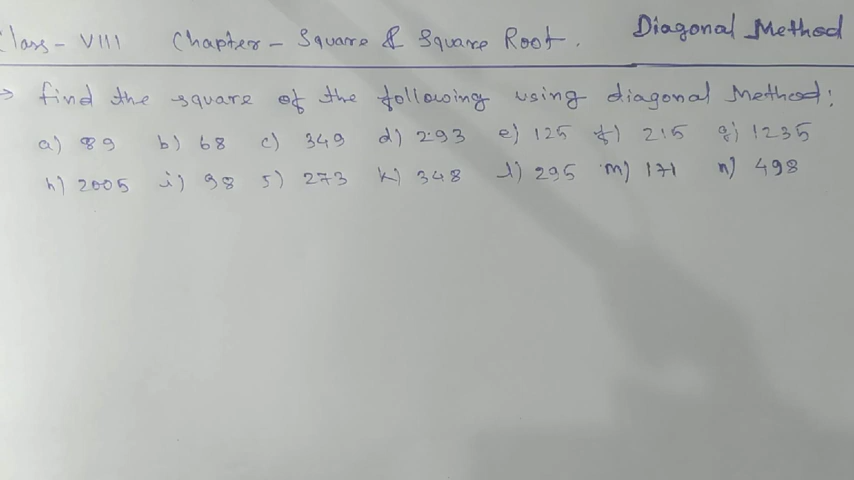 Class - VIII Chapter - Square & Square Root. Diagonal Method
→ find the square of the following using diagonal Method:
a) 89 b) 68 c) 349 d) 293 e) 125 f) 215 g) 1235
h) 2005 i) 98 j) 273 k) 348 l) 295 m) 171 n) 498